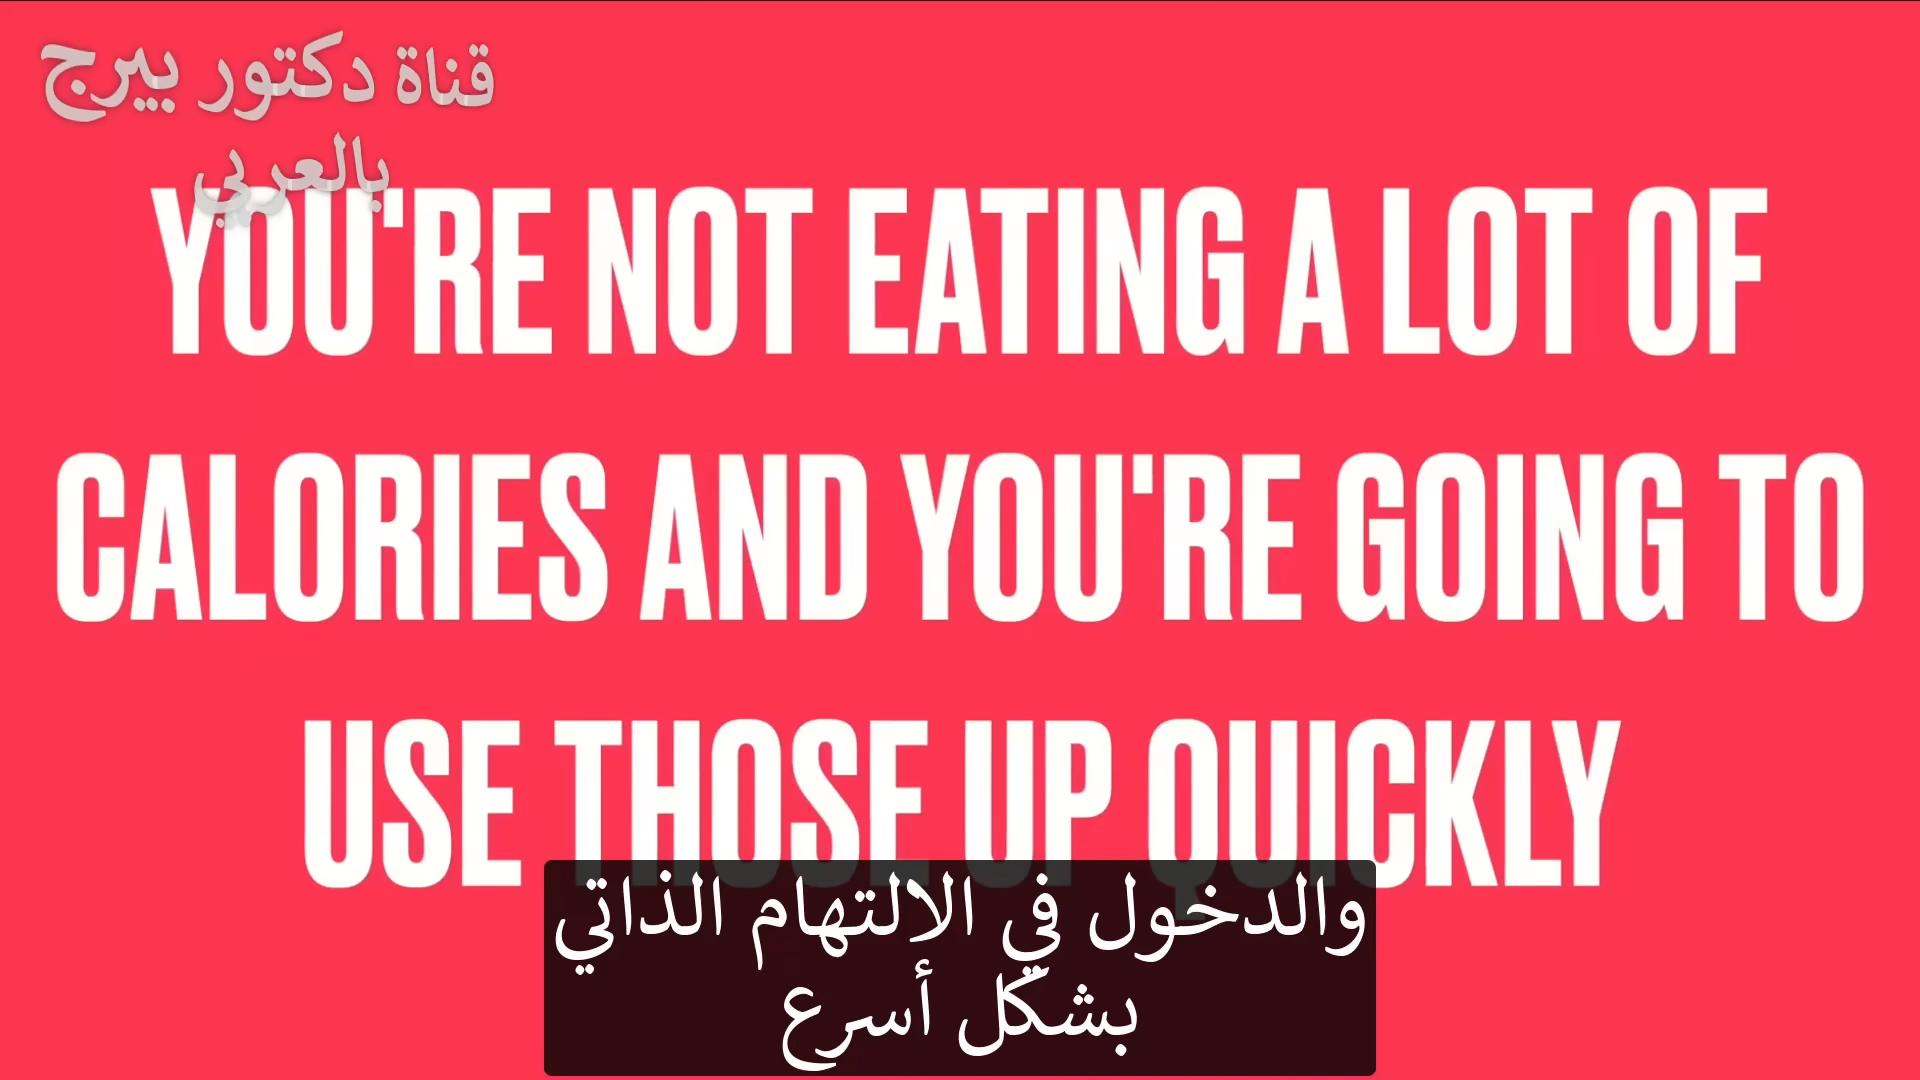 قناة دكتور بيرج
بالعربي
YOU'RE NOT EATING A LOT OF
CALORIES AND YOU'RE GOING TO
USE THOSE UP QUICKLY
والدخول في الالتهام الذاتي
بشكل أسرع